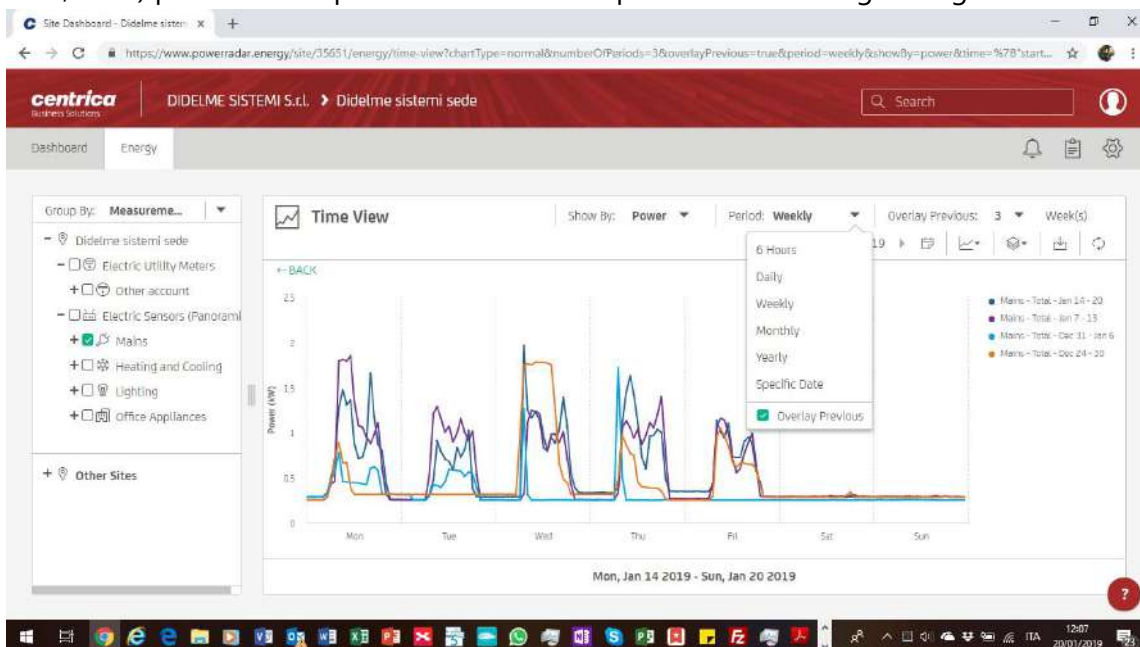 Site Dashboard - Didelme sistem
https://www.powerradar.energy/site/35651/energy/time-view?chartType=normal&numberOfPeriods=3&overlayPrevious=true&period=weekly&showBy=power&time=%7B"start...
centrica
Business Solutions
DIDELME SISTEMI S.r.l. > Didelme sistemi sede
Search
Dashboard Energy
Group By: Measureme...
Time View
Show By: Power
Period: Weekly
Overlay Previous: 3 Week(s)
19
Didelme sistemi sede
Electric Utility Meters
Other account
Electric Sensors (Panorami
Mains
Heating and Cooling
Lighting
Office Appliances
Other Sites
←BACK
6 Hours
Daily
Weekly
Monthly
Yearly
Specific Date
Overlay Previous
Mains - Total - Jan 14 - 20
Mains - Total - Jan 7 - 13
Mains - Total - Dec 31 - Jan 6
Mains - Total - Dec 24 - 30
Power (kW)
2.5
2
1.5
1
0.5
0
Mon Tue Wed Thu Fri Sat Sun
Mon, Jan 14 2019 - Sun, Jan 20 2019
?
ITA
12:07
20/01/2019
23